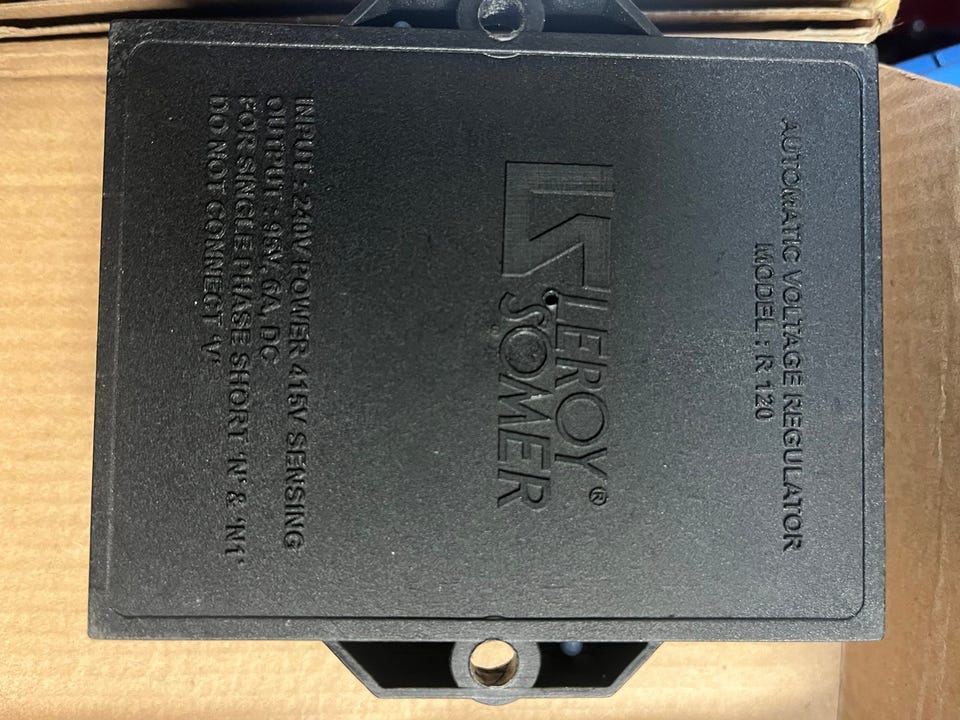 AUTOMATIC VOLTAGE REGULATOR
MODEL : R 120
LEROY®
SOMER
INPUT : 240V POWER 415V SENSING
OUTPUT : 95V, 6A, DC
FOR SINGLE PHASE SHORT 'N' & 'N1'
DO NOT CONNECT 'V'